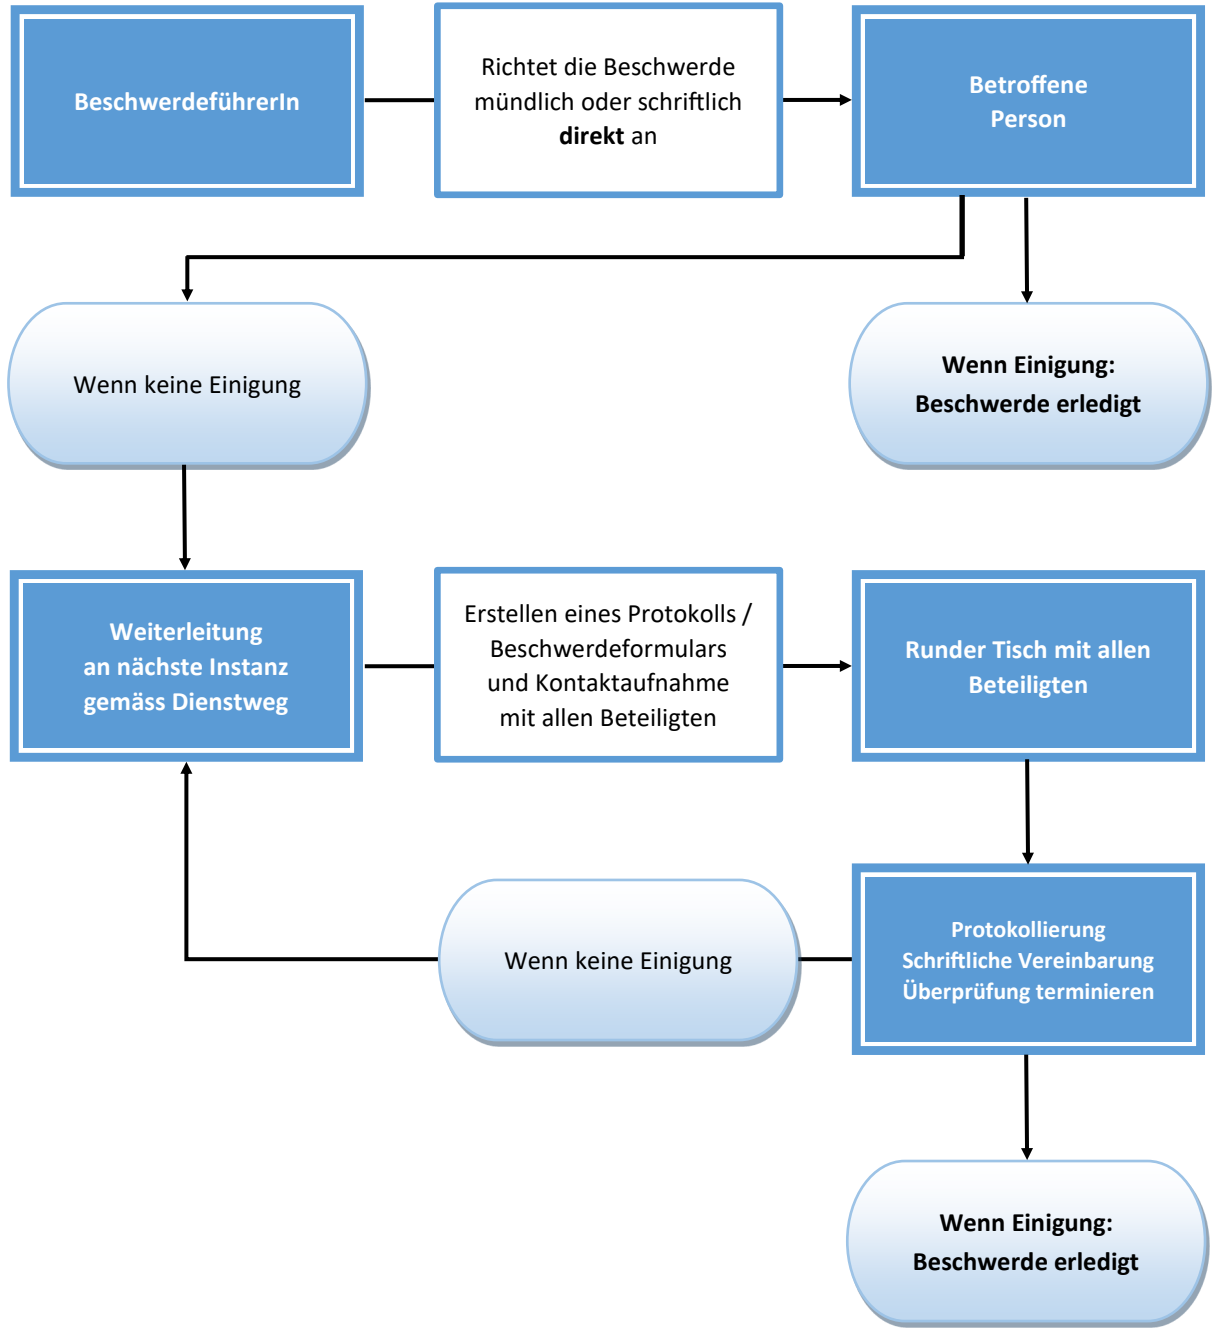 BeschwerdeführerIn
Richtet die Beschwerde
mündlich oder schriftlich
direkt an
Betroffene
Person
Wenn keine Einigung
Wenn Einigung:
Beschwerde erledigt
Weiterleitung
an nächste Instanz
gemäss Dienstweg
Erstellen eines Protokolls /
Beschwerdeformulars
und Kontaktaufnahme
mit allen Beteiligten
Runder Tisch mit allen
Beteiligten
Wenn keine Einigung
Protokollierung
Schriftliche Vereinbarung
Überprüfung terminieren
Wenn Einigung:
Beschwerde erledigt